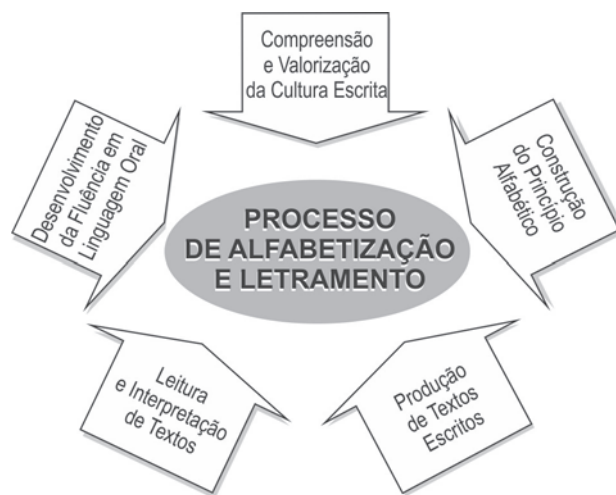 Compreensão
e Valorização
da Cultura Escrita
Desenvolvimento
da Fluência em
Linguagem Oral
Construção
do Princípio
Alfabético
PROCESSO
DE ALFABETIZAÇÃO
E LETRAMENTO
Leitura
e Interpretação
de Textos
Produção
de Textos
Escritos